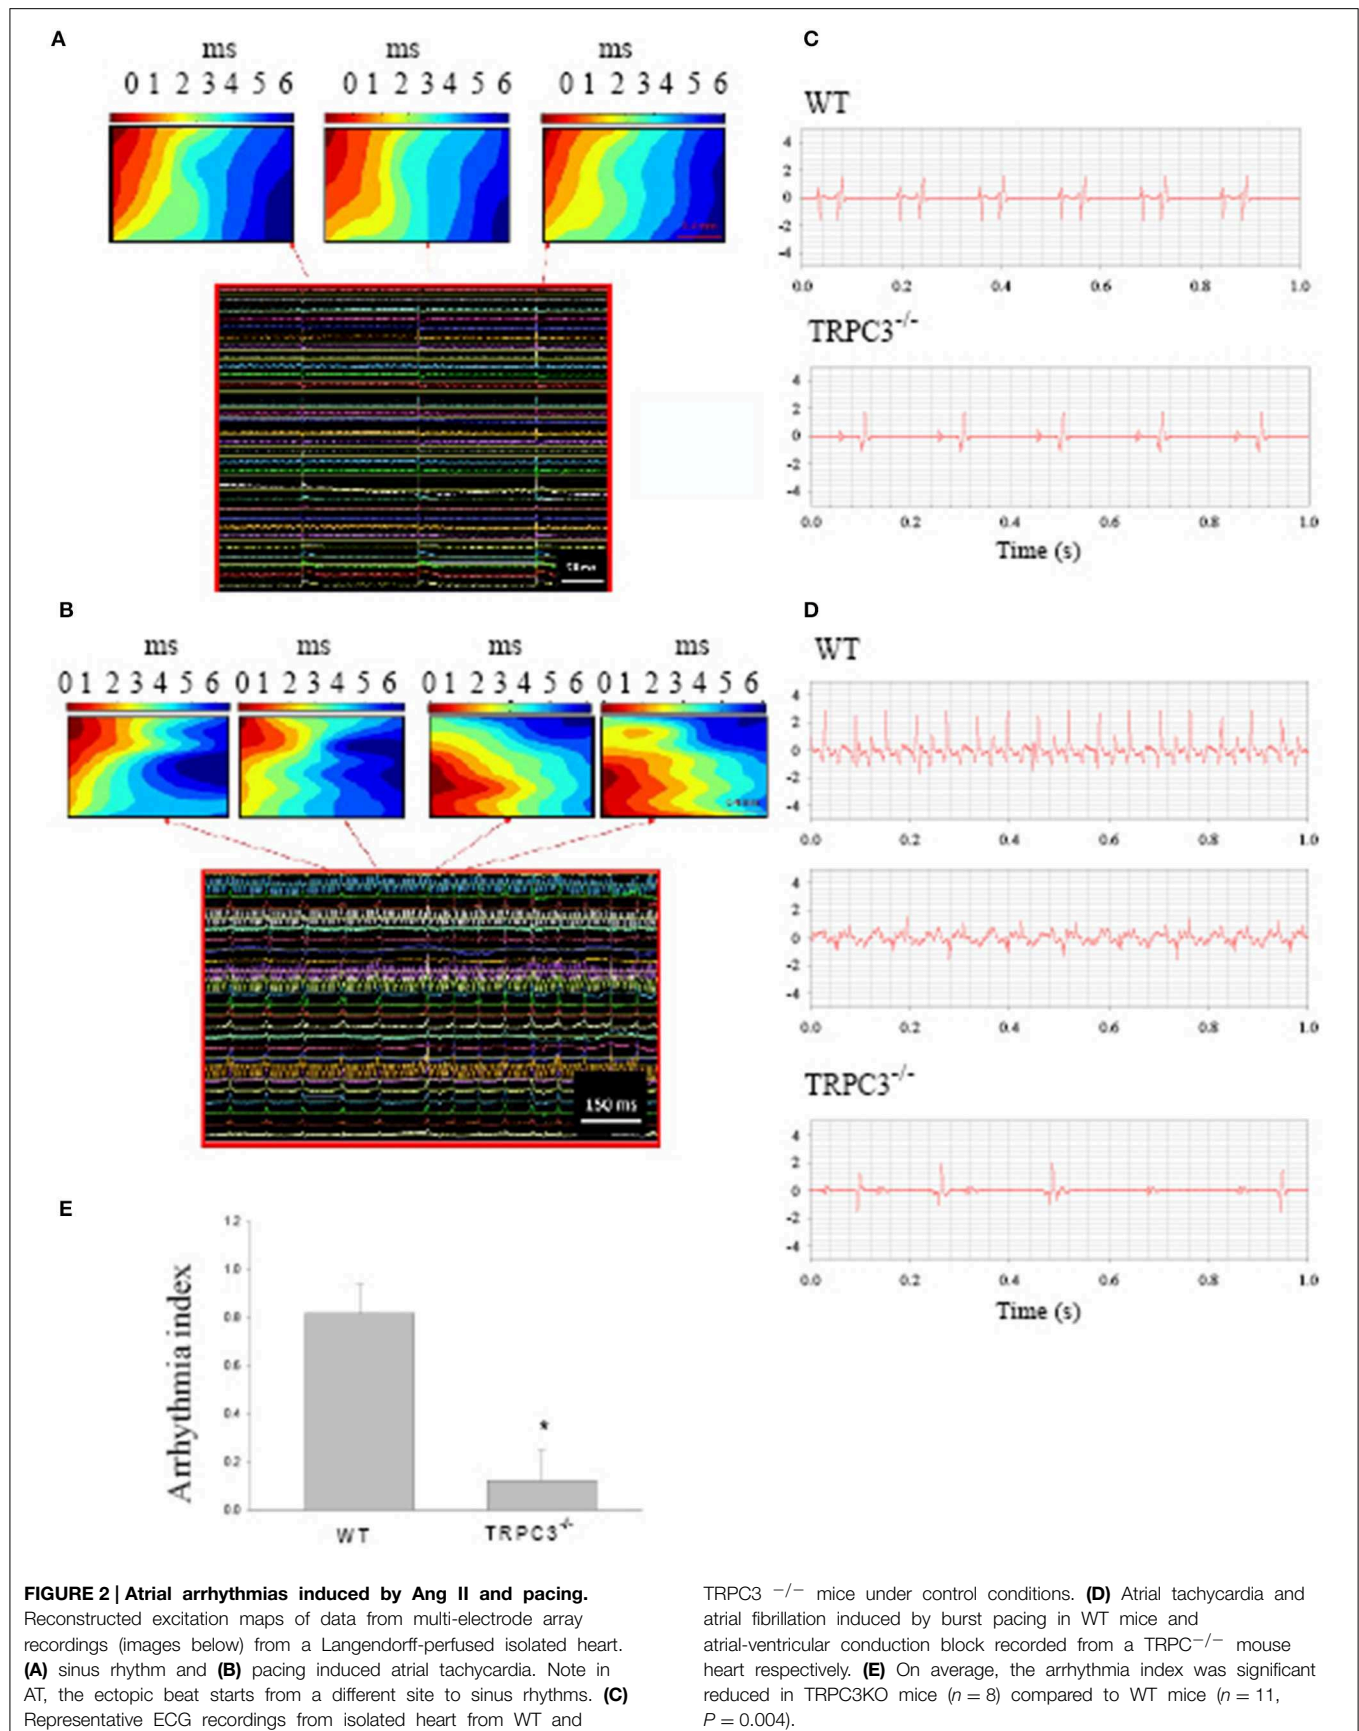 A
ms
0 1 2 3 4 5 6
ms
0 1 2 3 4 5 6
ms
0 1 2 3 4 5 6
B
ms
0 1 2 3 4 5 6
ms
0 1 2 3 4 5 6
ms
0 1 2 3 4 5 6
ms
0 1 2 3 4 5 6
150 ms
E
Arrhythmia index
1.2
1.0
0.8
0.6
0.4
0.2
0.0
*
WT
TRPC3-/-
C
WT
4
2
0
-2
-4
0.0 0.2 0.4 0.6 0.8 1.0
TRPC3-/-
4
2
0
-2
-4
0.0 0.2 0.4 0.6 0.8 1.0
Time (s)
D
WT
4
2
0
-2
-4
0.0 0.2 0.4 0.6 0.8 1.0
4
2
0
-2
-4
0.0 0.2 0.4 0.6 0.8 1.0
TRPC3-/-
4
2
0
-2
-4
0.0 0.2 0.4 0.6 0.8 1.0
Time (s)
FIGURE 2 | Atrial arrhythmias induced by Ang II and pacing.
Reconstructed excitation maps of data from multi-electrode array
recordings (images below) from a Langendorff-perfused isolated heart.
(A) sinus rhythm and (B) pacing induced atrial tachycardia. Note in
AT, the ectopic beat starts from a different site to sinus rhythms. (C)
Representative ECG recordings from isolated heart from WT and
TRPC3 −/− mice under control conditions. (D) Atrial tachycardia and
atrial fibrillation induced by burst pacing in WT mice and
atrial-ventricular conduction block recorded from a TRPC−/− mouse
heart respectively. (E) On average, the arrhythmia index was significant
reduced in TRPC3KO mice (n = 8) compared to WT mice (n = 11,
P = 0.004).